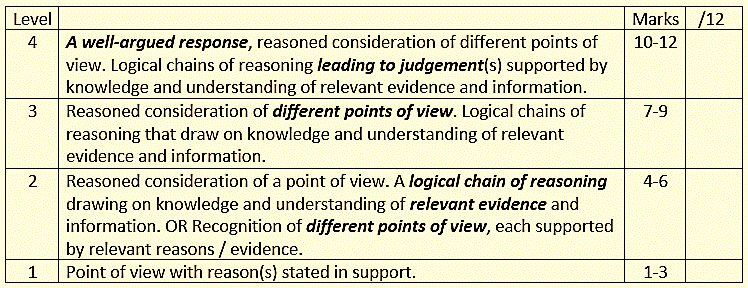 Level Marks /12
4 A well-argued response, reasoned consideration of different points of 10-12
view. Logical chains of reasoning leading to judgement(s) supported by
knowledge and understanding of relevant evidence and information.
3 Reasoned consideration of different points of view. Logical chains of 7-9
reasoning that draw on knowledge and understanding of relevant
evidence and information.
2 Reasoned consideration of a point of view. A logical chain of reasoning 4-6
drawing on knowledge and understanding of relevant evidence and
information. OR Recognition of different points of view, each supported
by relevant reasons / evidence.
1 Point of view with reason(s) stated in support. 1-3